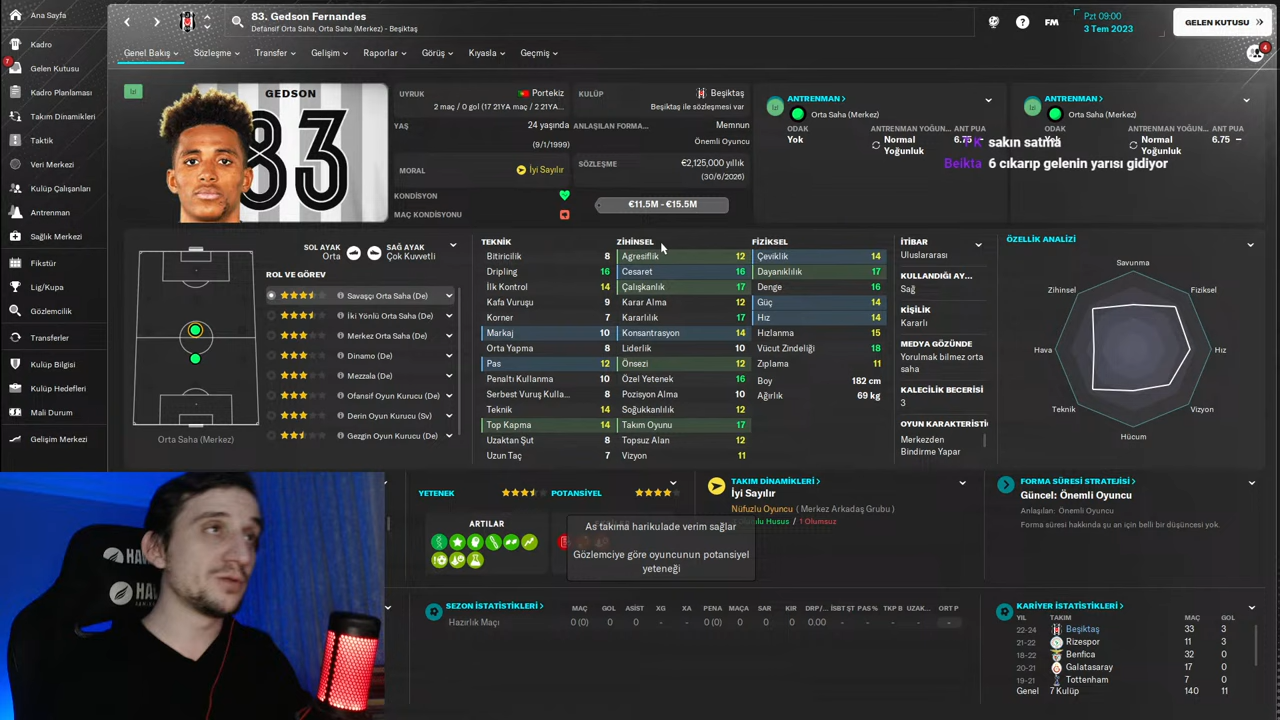 Ana Sayfa
Kadro
7
Gelen Kutusu
Kadro Planlaması
Takım Dinamikleri
Taktik
Veri Merkezi
Kulüp Çalışanları
Antrenman
Sağlık Merkezi
Fikstür
Lig/Kupa
Gözlemcilik
Transferler
Kulüp Bilgisi
Kulüp Hedefleri
Mali Durum
Gelişim Merkezi
83. Gedson Fernandes
Defansif Orta Saha, Orta Saha (Merkez) - Beşiktaş
FM
Pzt 09:00
3 Tem 2023
GELEN KUTUSU
4
Genel Bakış
Sözleşme
Transfer
Gelişim
Raporlar
Görüş
Kıyasla
Geçmiş
GEDSON
83
UYRUK
Portekiz
2 maç / 0 gol (17 21YA maç / 2 21YA...
YAŞ
24 yaşında
(9/1/1999)
MORAL
İyi Sayılır
KONDİSYON
MAÇ KONDİSYONU
KULÜP
Beşiktaş
Beşiktaş ile sözleşmesi var
ANLAŞILAN FORMA...
Memnun
Önemli Oyuncu
SÖZLEŞME
€2,125,000 yıllık
(30/6/2026)
€11.5M - €15.5M
ANTRENMAN
Orta Saha (Merkez)
ODAK
Yok
ANTRENMAN YOĞUN...
Normal
Yoğunluk
ANT PUA
6.75 –
ANTRENMAN
Orta Saha (Merkez)
ODAK
ANTRENMAN YOĞUN...
Normal
Yoğunluk
ANT PUA
6.75 –
sakın satma
Beikta 6 cıkarıp gelenin yarısı gidiyor
SOL AYAK
Orta
SAĞ AYAK
Çok Kuvvetli
ROL VE GÖREV
Savaşçı Orta Saha (De)
İki Yönlü Orta Saha (De)
Merkez Orta Saha (De)
Dinamo (De)
Mezzala (De)
Ofansif Oyun Kurucu (De)
Derin Oyun Kurucu (Sv)
Gezgin Oyun Kurucu (De)
Orta Saha (Merkez)
TEKNİK
Bitiricilik 8
Dripling 16
İlk Kontrol 14
Kafa Vuruşu 9
Korner 7
Markaj 10
Orta Yapma 8
Pas 12
Penaltı Kullanma 10
Serbest Vuruş Kulla... 8
Teknik 14
Top Kapma 14
Uzaktan Şut 8
Uzun Taç 7
ZİHİNSEL
Agresiflik 12
Cesaret 16
Çalışkanlık 17
Karar Alma 12
Kararlılık 17
Konsantrasyon 14
Liderlik 10
Önsezi 12
Özel Yetenek 16
Pozisyon Alma 10
Soğukkanlılık 12
Takım Oyunu 17
Topsuz Alan 12
Vizyon 11
FİZİKSEL
Çeviklik 14
Dayanıklılık 17
Denge 16
Güç 14
Hız 14
Hızlanma 15
Vücut Zindeliği 18
Zıplama 11
Boy 182 cm
Ağırlık 69 kg
İTİBAR
Uluslararası
KULLANDIĞI AY...
Sağ
KİŞİLİK
Kararlı
MEDYA GÖZÜNDE
Yorulmak bilmez orta
saha
KALECİLİK BECERİSİ
3
OYUN KARAKTERİSTİ
Merkezden
Bindirme Yapar
ÖZELLİK ANALİZİ
Savunma
Zihinsel
Fiziksel
Hava
Hız
Teknik
Vizyon
Hücum
YETENEK
POTANSİYEL
ARTILAR
As takıma harikulade verim sağlar
Gözlemciye göre oyuncunun potansiyel
yeteneği
TAKIM DİNAMİKLERİ
İyi Sayılır
Nüfuzlu Oyuncu ( Merkez Arkadaş Grubu )
Husus / 1 Olumsuz
FORMA SÜRESİ STRATEJİSİ
Güncel: Önemli Oyuncu
Anlaşılan: Önemli Oyuncu
Forma süresi hakkında şu an için belli bir düşüncesi yok.
SEZON İSTATİSTİKLERİ
MAÇ GOL ASİST XG XA PENA MAÇA SAR KIR DRP/... İSBT ŞT PAS % TKP B UZAK... ORT P
Hazırlık Maçı 0 (0) 0 0 - - 0 (0) 0 0 0 0.00 - - - - -
KARİYER İSTATİSTİKLERİ
YIL TAKIM MAÇ GOL
22-24 Beşiktaş 33 3
21-22 Rizespor 11 3
18-22 Benfica 32 0
20-21 Galatasaray 17 0
19-21 Tottenham 7 0
Genel 7 Kulüp 140 11